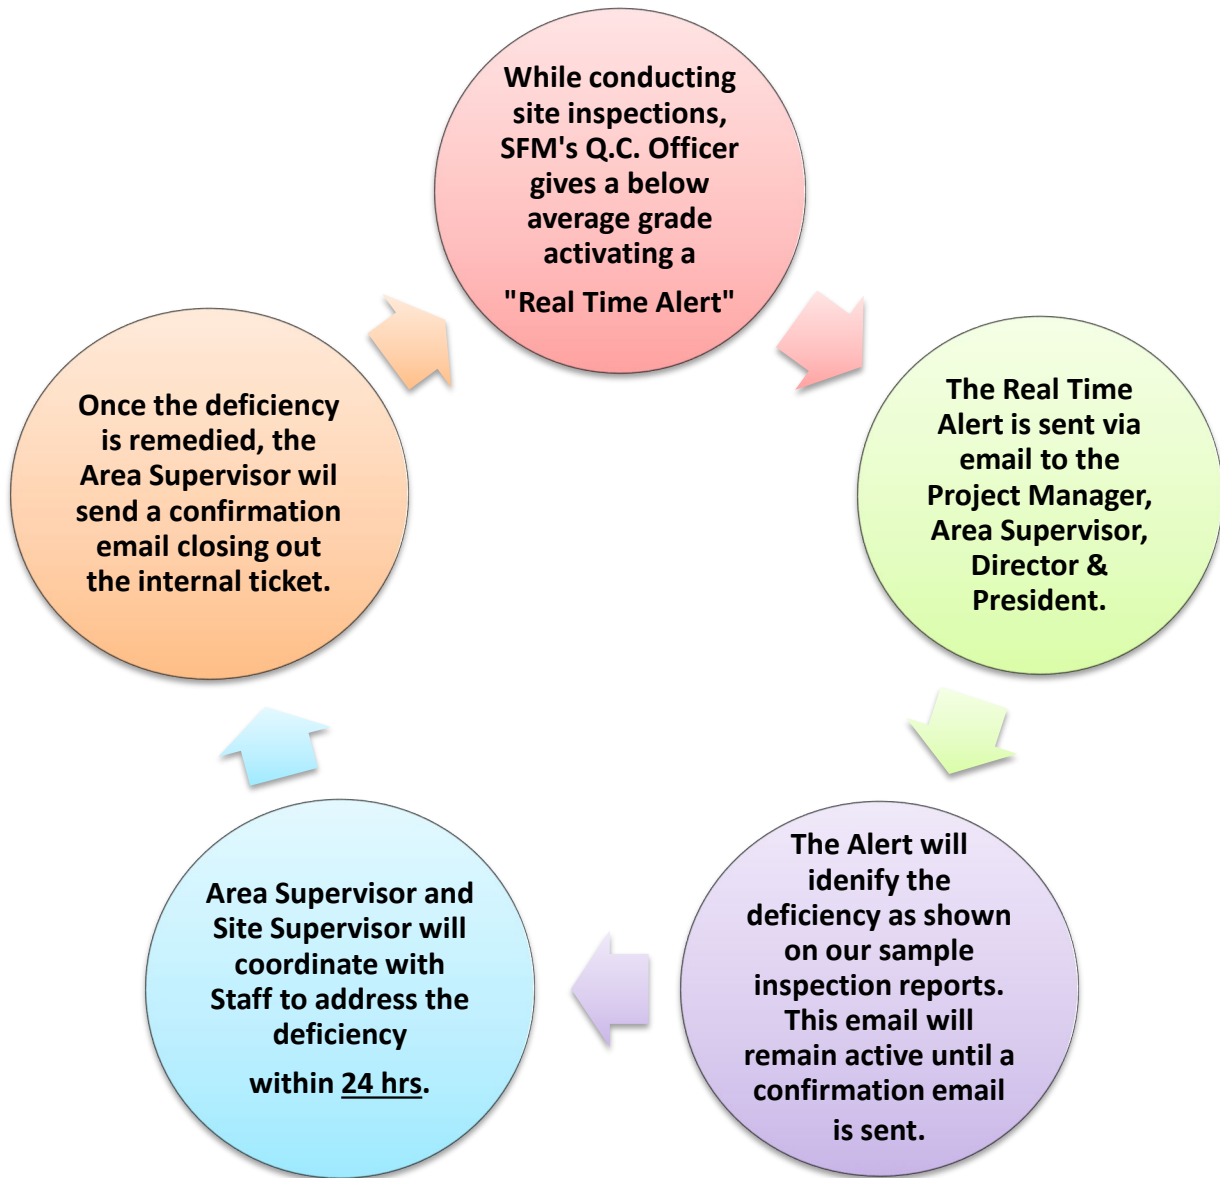 While conducting
site inspections,
SFM's Q.C. Officer
gives a below
average grade
activating a
"Real Time Alert"
The Real Time
Alert is sent via
email to the
Project Manager,
Area Supervisor,
Director &
President.
The Alert will
idenify the
deficiency as shown
on our sample
inspection reports.
This email will
remain active until a
confirmation email
is sent.
Area Supervisor and
Site Supervisor will
coordinate with
Staff to address the
deficiency
within 24 hrs.
Once the deficiency
is remedied, the
Area Supervisor wil
send a confirmation
email closing out
the internal ticket.